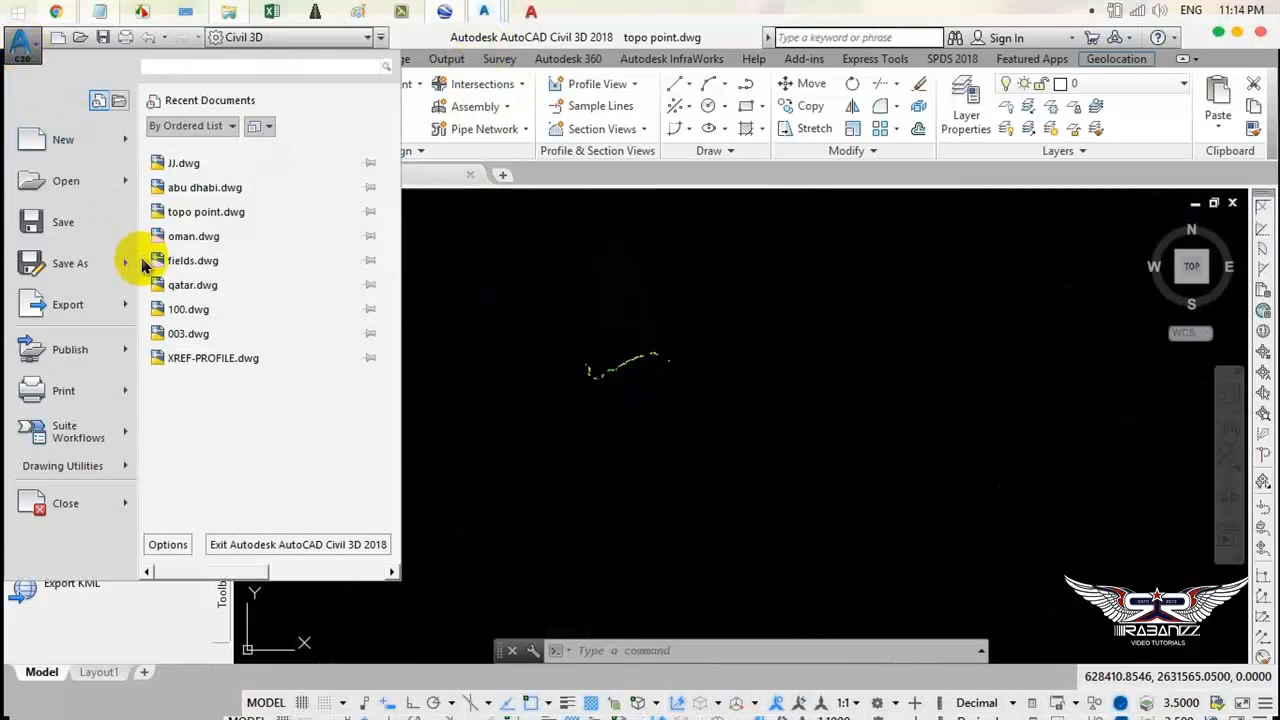 ENG 11:14 PM
Civil 3D
Autodesk AutoCAD Civil 3D 2018 topo point.dwg
Type a keyword or phrase
Sign In
C3D
Output Survey Autodesk 360 Autodesk InfraWorks Help Add-ins Express Tools SPDS 2018 Featured Apps Geolocation
Recent Documents
By Ordered List
New
Open
Save
Save As
Export
Publish
Print
Suite
Workflows
Drawing Utilities
Close
JJ.dwg
abu dhabi.dwg
topo point.dwg
oman.dwg
fields.dwg
qatar.dwg
100.dwg
003.dwg
XREF-PROFILE.dwg
Options
Exit Autodesk AutoCAD Civil 3D 2018
Intersections
Assembly
Pipe Network
Profile View
Sample Lines
Section Views
Profile & Section Views
Move
Copy
Stretch
Draw
Modify
Layer
Properties
0
Layers
Paste
Clipboard
N
W TOP E
S
WCS
Export KML
Toolb
Y
X
RABANIZZ
VIDEO TUTORIALS
Type a command
Model Layout1
628410.8546, 2631565.0500, 0.0000
MODEL
1:1
Decimal
3.5000